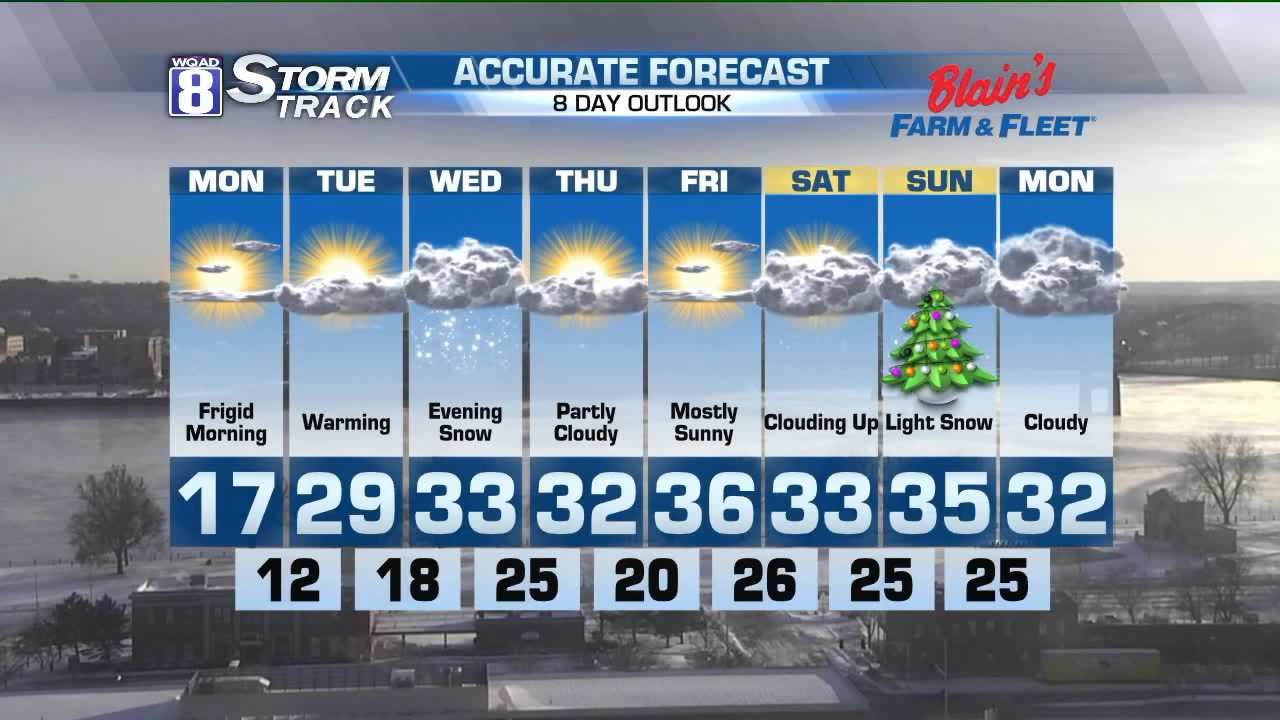 WQAD
8
STORM
TRACK
ACCURATE FORECAST
8 DAY OUTLOOK
Blain's
FARM & FLEET®
MON TUE WED THU FRI SAT SUN MON
Frigid Morning
Warming
Evening Snow
Partly Cloudy
Mostly Sunny
Clouding Up
Light Snow
Cloudy
17 29 33 32 36 33 35 32
12 18 25 20 26 25 25